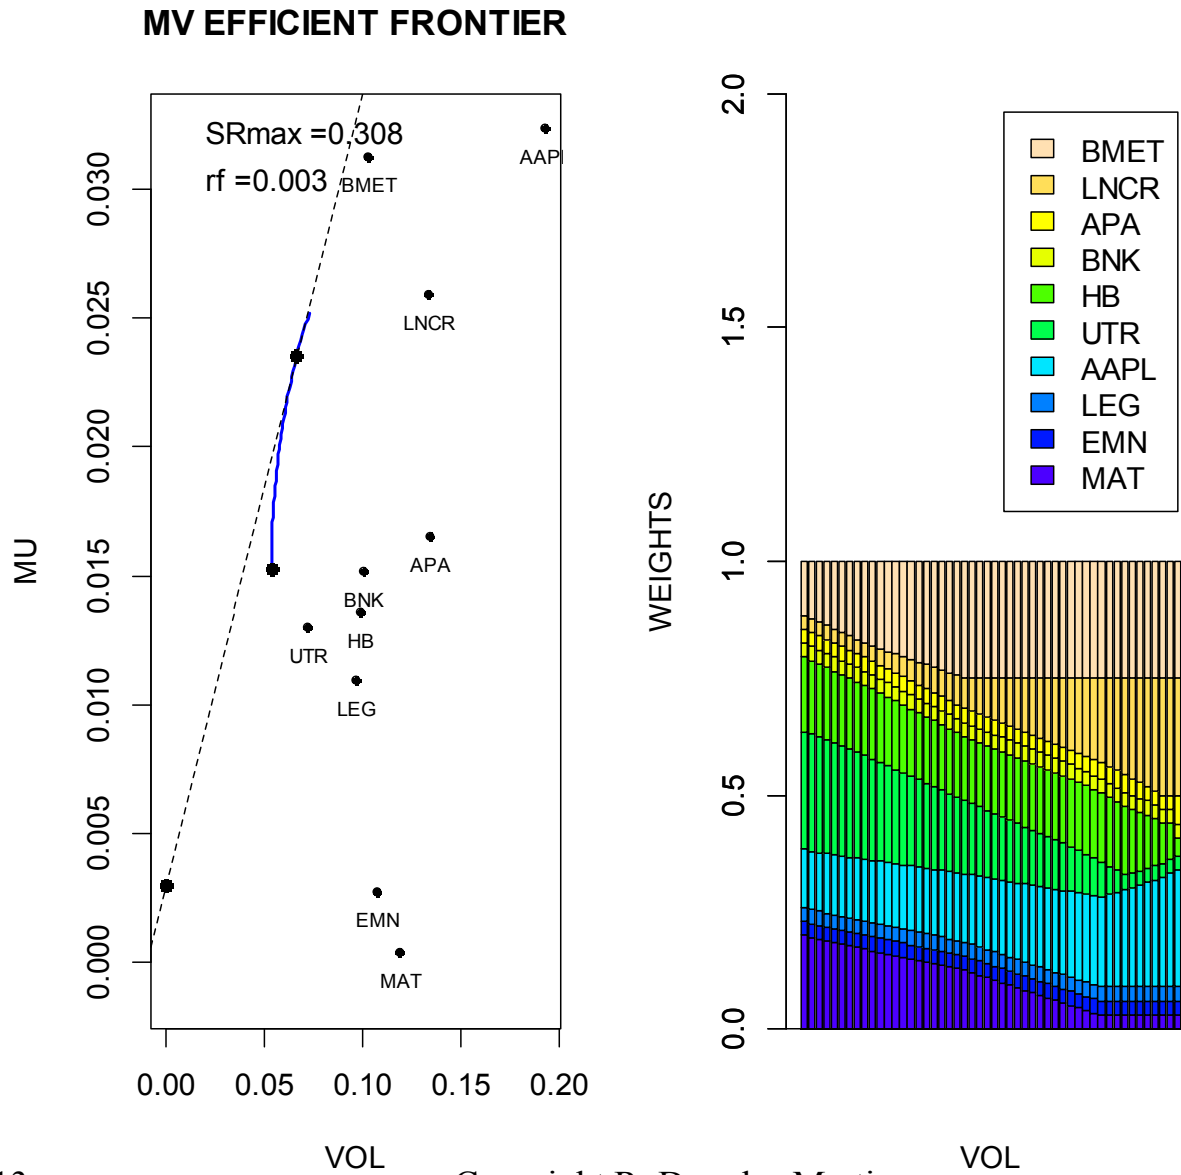 MV EFFICIENT FRONTIER
SRmax =0.308
rf =0.003
AAPL
BMET
LNCR
APA
BNK
HB
UTR
LEG
EMN
MAT
MU
0.030
0.025
0.020
0.015
0.010
0.005
0.000
0.00 0.05 0.10 0.15 0.20
VOL
WEIGHTS
2.0
1.5
1.0
0.5
0.0
BMET
LNCR
APA
BNK
HB
UTR
AAPL
LEG
EMN
MAT
VOL